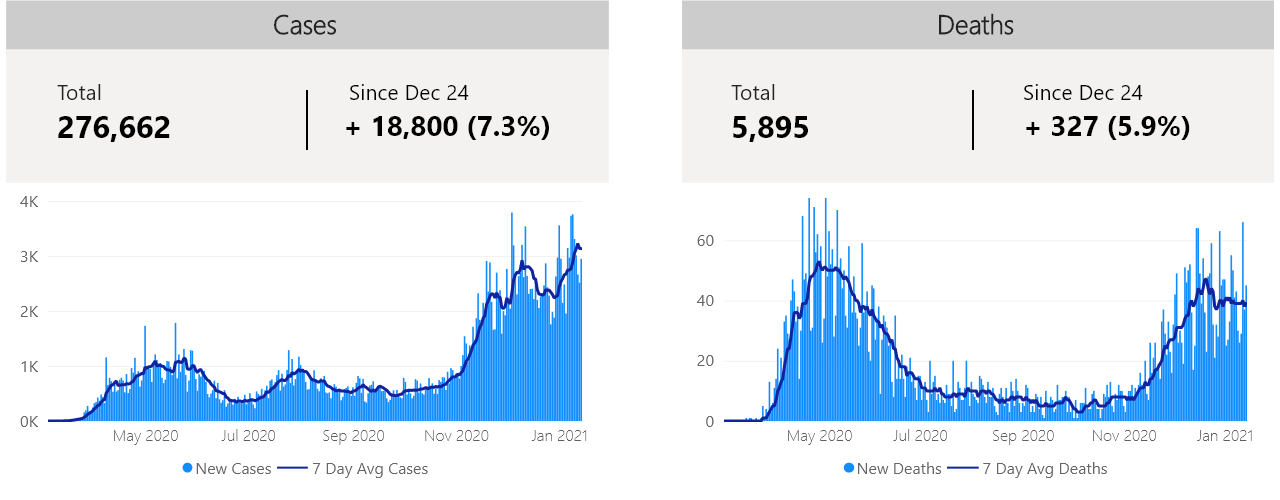 Cases
Total
276,662
Since Dec 24
+ 18,800 (7.3%)
4K
3K
2K
1K
0K
May 2020
Jul 2020
Sep 2020
Nov 2020
Jan 2021
New Cases
7 Day Avg Cases
Deaths
Total
5,895
Since Dec 24
+ 327 (5.9%)
60
40
20
0
May 2020
Jul 2020
Sep 2020
Nov 2020
Jan 2021
New Deaths
7 Day Avg Deaths